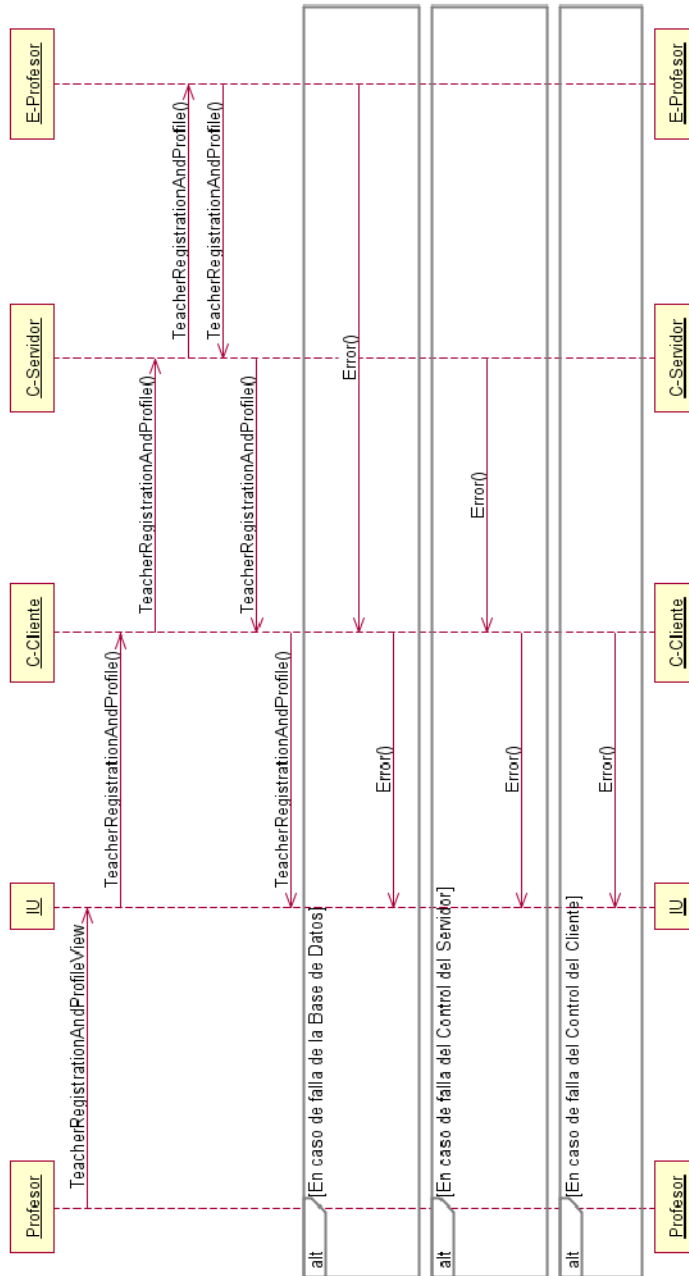 Profesor
IU
C-Cliente
C-Servidor
E-Profesor
TeacherRegistrationAndProfileView
TeacherRegistrationAndProfile()
TeacherRegistrationAndProfile()
TeacherRegistrationAndProfile()
TeacherRegistrationAndProfile()
TeacherRegistrationAndProfile()
TeacherRegistrationAndProfile()
alt
[En caso de falla de la Base de Datos]
Error()
Error()
alt
[En caso de falla del Control del Servidor]
Error()
Error()
alt
[En caso de falla del Control del Cliente]
Error()
Profesor
IU
C-Cliente
C-Servidor
E-Profesor